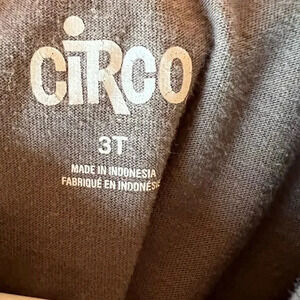 CiRCO
3T
MADE IN INDONESIA
FABRIQUÉ EN INDONÉSIE